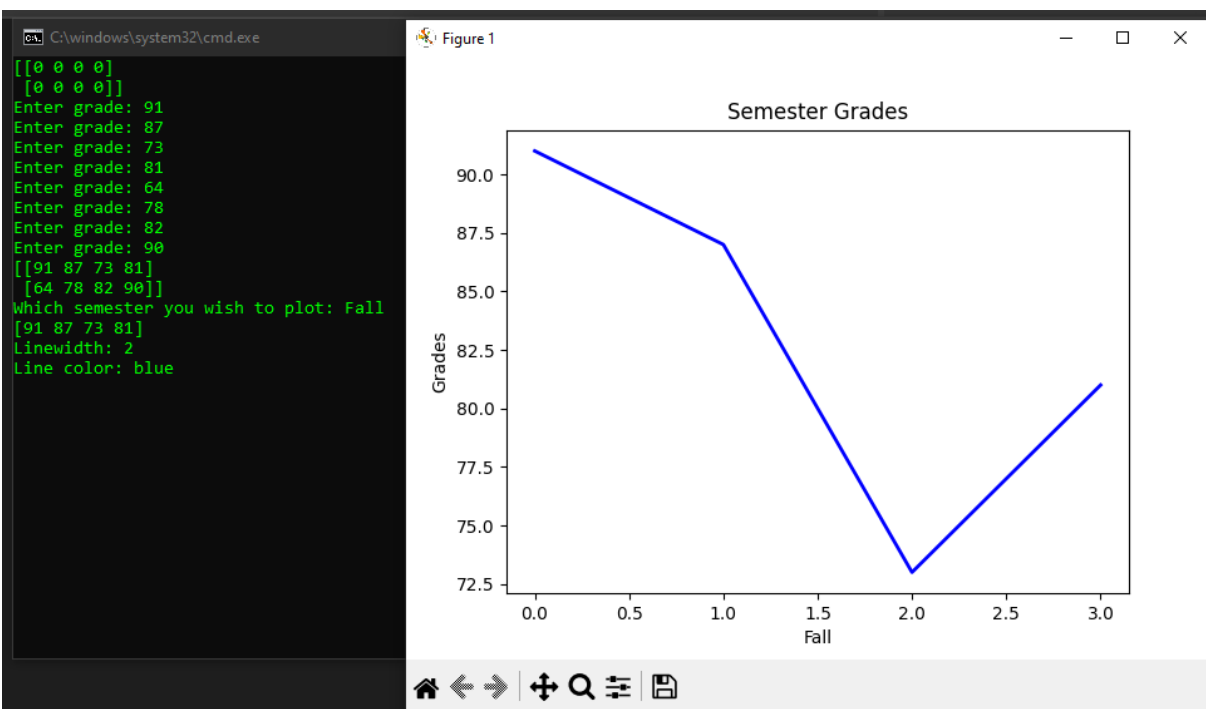 C:\windows\system32\cmd.exe
[[0 0 0 0]
 [0 0 0 0]]
Enter grade: 91
Enter grade: 87
Enter grade: 73
Enter grade: 81
Enter grade: 64
Enter grade: 78
Enter grade: 82
Enter grade: 90
[[91 87 73 81]
 [64 78 82 90]]
Which semester you wish to plot: Fall
[91 87 73 81]
Linewidth: 2
Line color: blue
Figure 1
Semester Grades
Grades
90.0
87.5
85.0
82.5
80.0
77.5
75.0
72.5
0.0 0.5 1.0 1.5 2.0 2.5 3.0
Fall